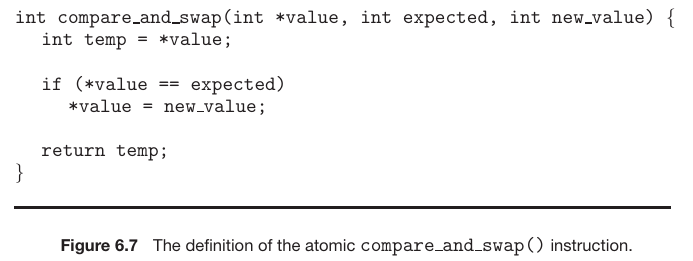 int compare_and_swap(int *value, int expected, int new_value) {
int temp = *value;
if (*value == expected)
*value = new_value;
return temp;
}
Figure 6.7 The definition of the atomic compare_and_swap() instruction.